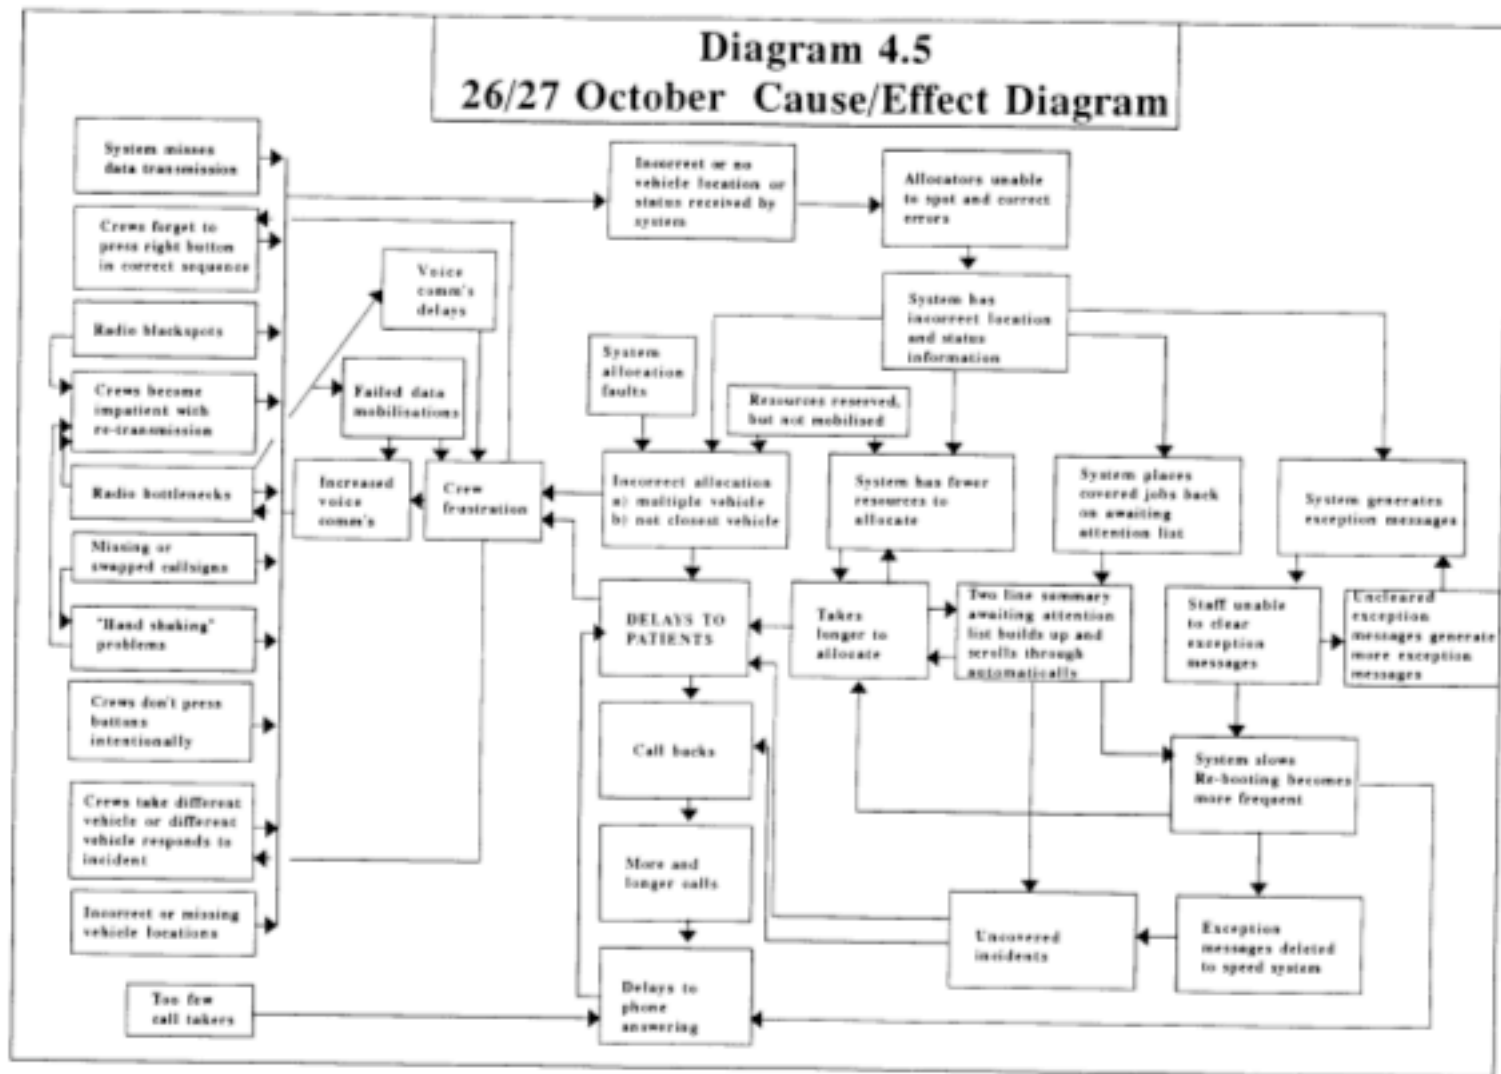 Diagram 4.5
26/27 October Cause/Effect Diagram
System misses
data transmission
Incorrect or no
vehicle location or
status received by
system
Allocators unable
to spot and correct
errors
Crews forget to
press right button
in correct sequence
Voice
comm's
delays
System has
incorrect location
and status
information
Radio blackspots
System
allocation
faults
Crews become
impatient with
re-transmission
Failed data
mobilisations
Resources reserved,
but not mobilised
Radio bottlenecks
Increased
voice
comm's
Crew
frustration
Incorrect allocation
a) multiple vehicle
b) not closest vehicle
System has fewer
resources to
allocate
System places
covered jobs back
on awaiting
attention list
System generates
exception messages
Missing or
swapped callsigns
"Hand shaking"
problems
DELAYS TO
PATIENTS
Takes
longer to
allocate
Two line summary
awaiting attention
list builds up and
scrolls through
automatically
Staff unable
to clear
exception
messages
Uncleared
exception
messages generate
more exception
messages
Crews don't press
buttons
intentionally
Call backs
System slows
Re-booting becomes
more frequent
Crews take different
vehicle or different
vehicle responds to
incident
More and
longer calls
Incorrect or missing
vehicle locations
Uncovered
incidents
Exception
messages deleted
to speed system
Too few
call takers
Delays to
phone
answering